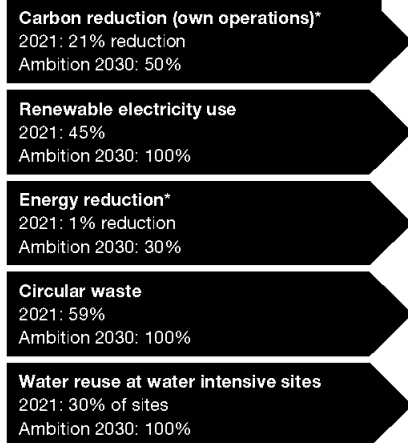 Carbon reduction (own operations)*
2021: 21% reduction
Ambition 2030: 50%
Renewable electricity use
2021: 45%
Ambition 2030: 100%
Energy reduction*
2021: 1% reduction
Ambition 2030: 30%
Circular waste
2021: 59%
Ambition 2030: 100%
Water reuse at water intensive sites
2021: 30% of sites
Ambition 2030: 100%